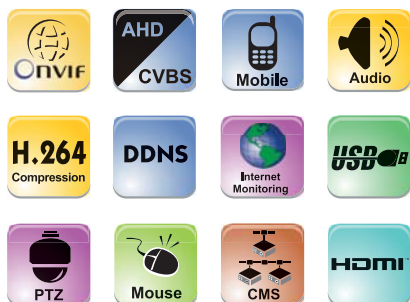 ONVIF
AHD
CVBS
Mobile
Audio
H.264
Compression
DDNS
Internet
Monitoring
USB
PTZ
Mouse
CMS
HDMI